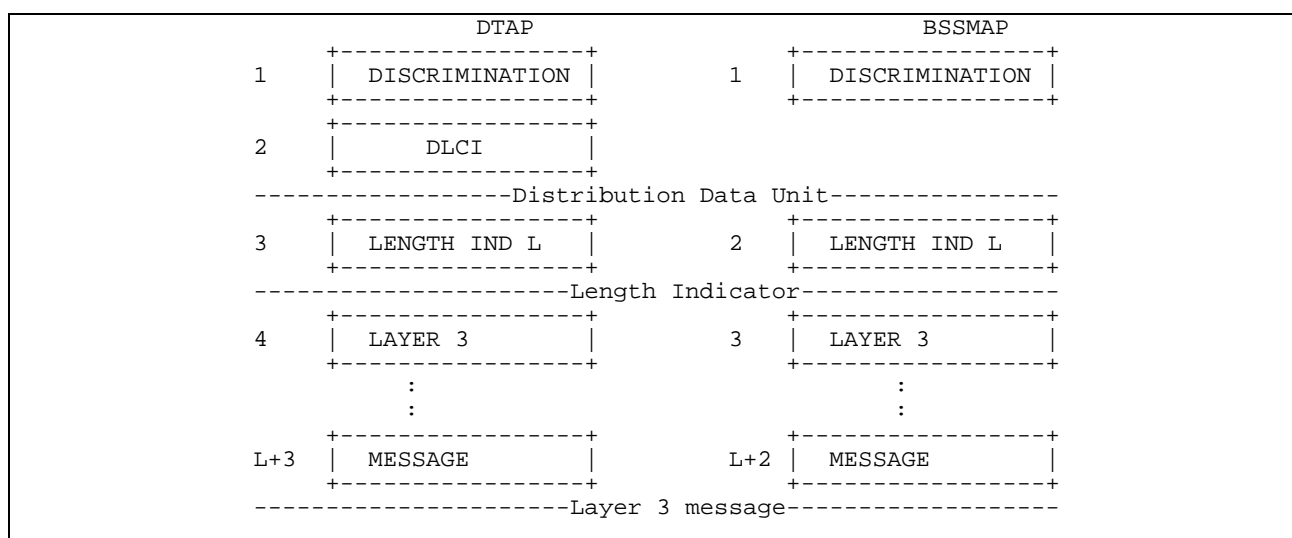 DTAP BSSMAP
+-----------------+ +-----------------+
1 | DISCRIMINATION | 1 | DISCRIMINATION |
+-----------------+ +-----------------+
+-----------------+
2 | DLCI |
+-----------------+
------------------Distribution Data Unit----------------
+-----------------+ +-----------------+
3 | LENGTH IND L | 2 | LENGTH IND L |
+-----------------+ +-----------------+
----------------------Length Indicator------------------
+-----------------+ +-----------------+
4 | LAYER 3 | 3 | LAYER 3 |
+-----------------+ +-----------------+
: :
: :
+-----------------+ +-----------------+
L+3 | MESSAGE | L+2 | MESSAGE |
+-----------------+ +-----------------+
----------------------Layer 3 message-------------------